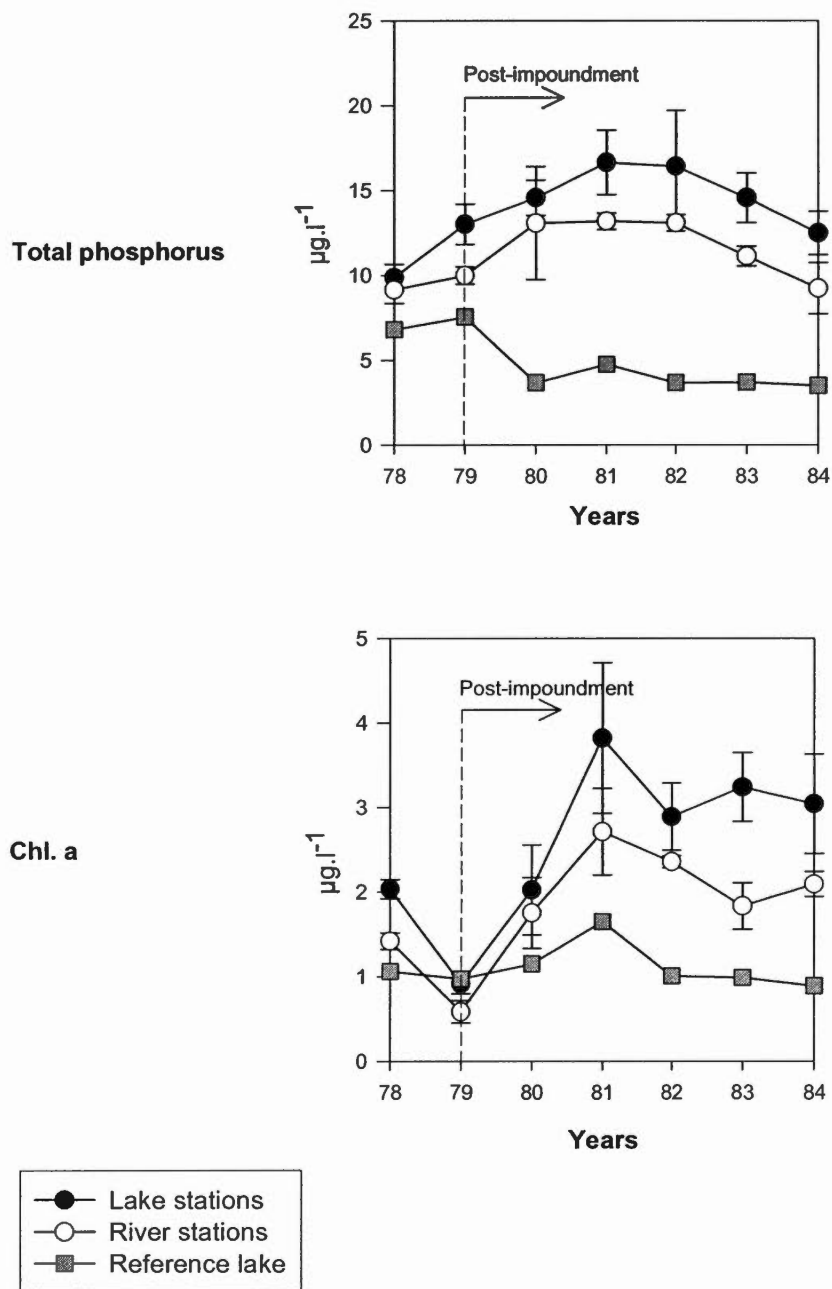 Total phosphorus
µg.l-1
25
20
15
10
5
0
Post-impoundment
78 79 80 81 82 83 84
Years
Chl. a
µg.l-1
5
4
3
2
1
0
Post-impoundment
78 79 80 81 82 83 84
Years
Lake stations
River stations
Reference lake